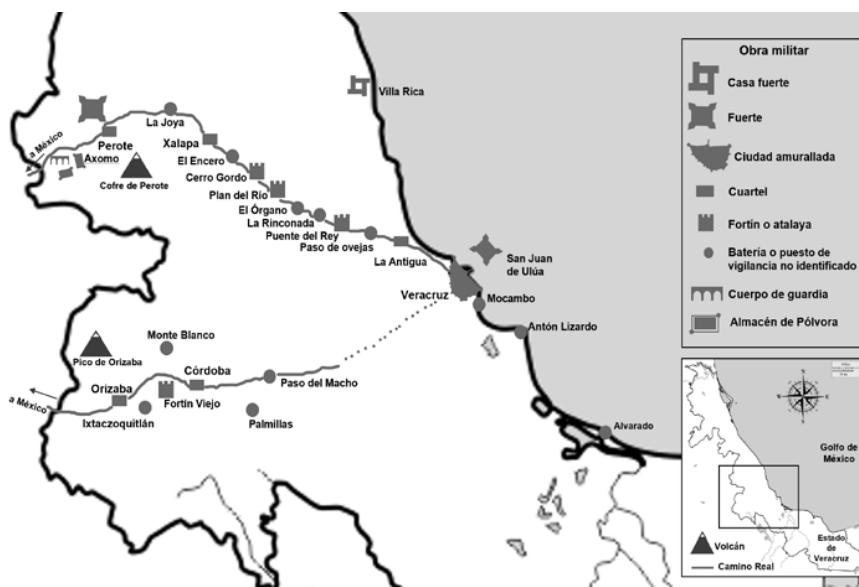 Villa Rica
La Joya
Perote
a México
Axomo
Cofre de Perote
Xalapa
El Encero
Cerro Gordo
Plan del Río
El Órgano
La Rinconada
Puente del Rey
Paso de ovejas
La Antigua
San Juan
de Ulúa
Veracruz
Mocambo
Antón Lizardo
Monte Blanco
Pico de Orizaba
Córdoba
Paso del Macho
Orizaba
Fortín Viejo
a México
Ixtaczoquitlán
Palmillas
Alvarado
Obra militar
Casa fuerte
Fuerte
Ciudad amurallada
Cuartel
Fortín o atalaya
Batería o puesto de
vigilancia no identificado
Cuerpo de guardia
Almacén de Pólvora
Golfo de
México
Volcán
Estado
de
Veracruz
Camino Real